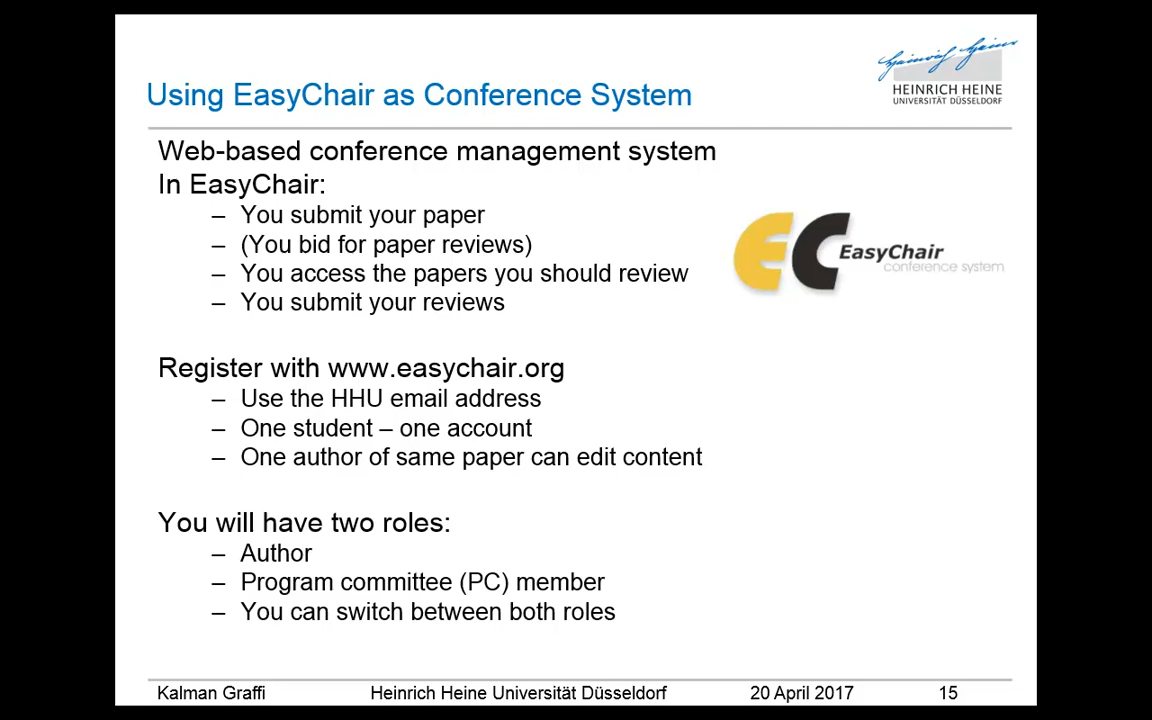 Heinrich Heine
HEINRICH HEINE
UNIVERSITÄT DÜSSELDORF
Using EasyChair as Conference System
Web-based conference management system
In EasyChair:
– You submit your paper
– (You bid for paper reviews)
– You access the papers you should review
– You submit your reviews
EC EasyChair
conference system
Register with www.easychair.org
– Use the HHU email address
– One student – one account
– One author of same paper can edit content
You will have two roles:
– Author
– Program committee (PC) member
– You can switch between both roles
Kalman Graffi Heinrich Heine Universität Düsseldorf 20 April 2017 15